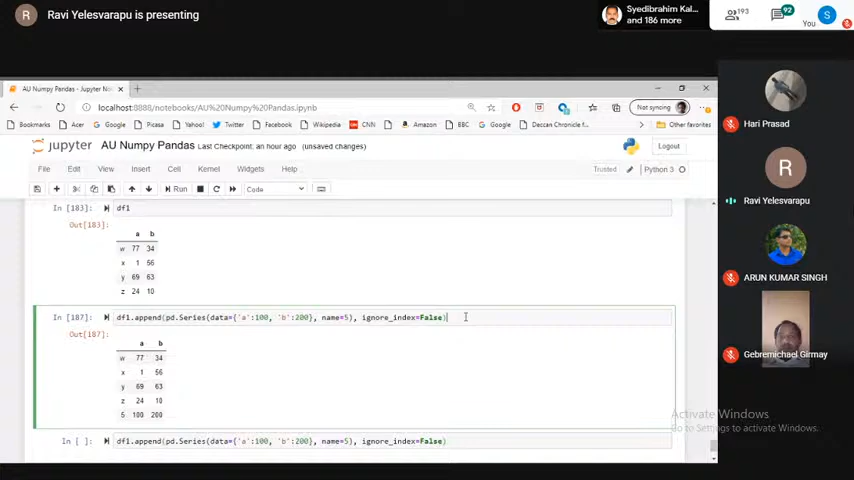 R Ravi Yelesvarapu is presenting
Syedibrahim Kal...
and 186 more
193
92
You
S
AU Numpy Pandas - Jupyter Not
localhost:8888/notebooks/AU%20Numpy%20Pandas.ipynb
Not syncing
Bookmarks Acer Google Picasa Yahoo! Twitter Facebook Wikipedia CNN Amazon BBC Google Deccan Chronicle f... Other favorites
jupyter AU Numpy Pandas Last Checkpoint: an hour ago (unsaved changes) Logout
File Edit View Insert Cell Kernel Widgets Help Trusted Python 3
Run Code
In [183]: df1
Out[183]:
a b
w 77 34
x 1 56
y 69 63
z 24 10
In [187]: df1.append(pd.Series(data={'a':100, 'b':200}, name=5), ignore_index=False)
Out[187]:
a b
w 77 34
x 1 56
y 69 63
z 24 10
5 100 200
In [ ]: df1.append(pd.Series(data={'a':100, 'b':200}, name=5), ignore_index=False)
Hari Prasad
R
Ravi Yelesvarapu
ARUN KUMAR SINGH
Gebremichael Girmay
Activate Windows
Go to Settings to activate Windows.